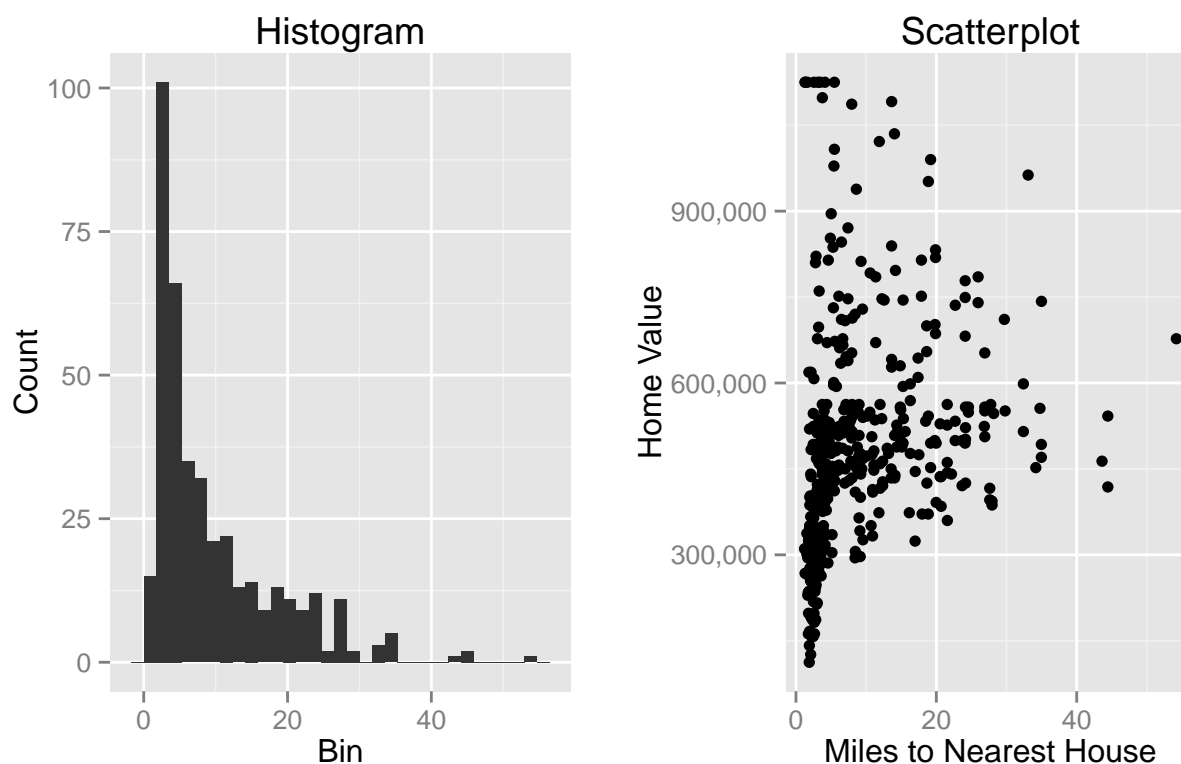 Histogram
100
75
50
25
0
Count
0 20 40
Bin
Scatterplot
900,000
600,000
300,000
Home Value
0 20 40
Miles to Nearest House